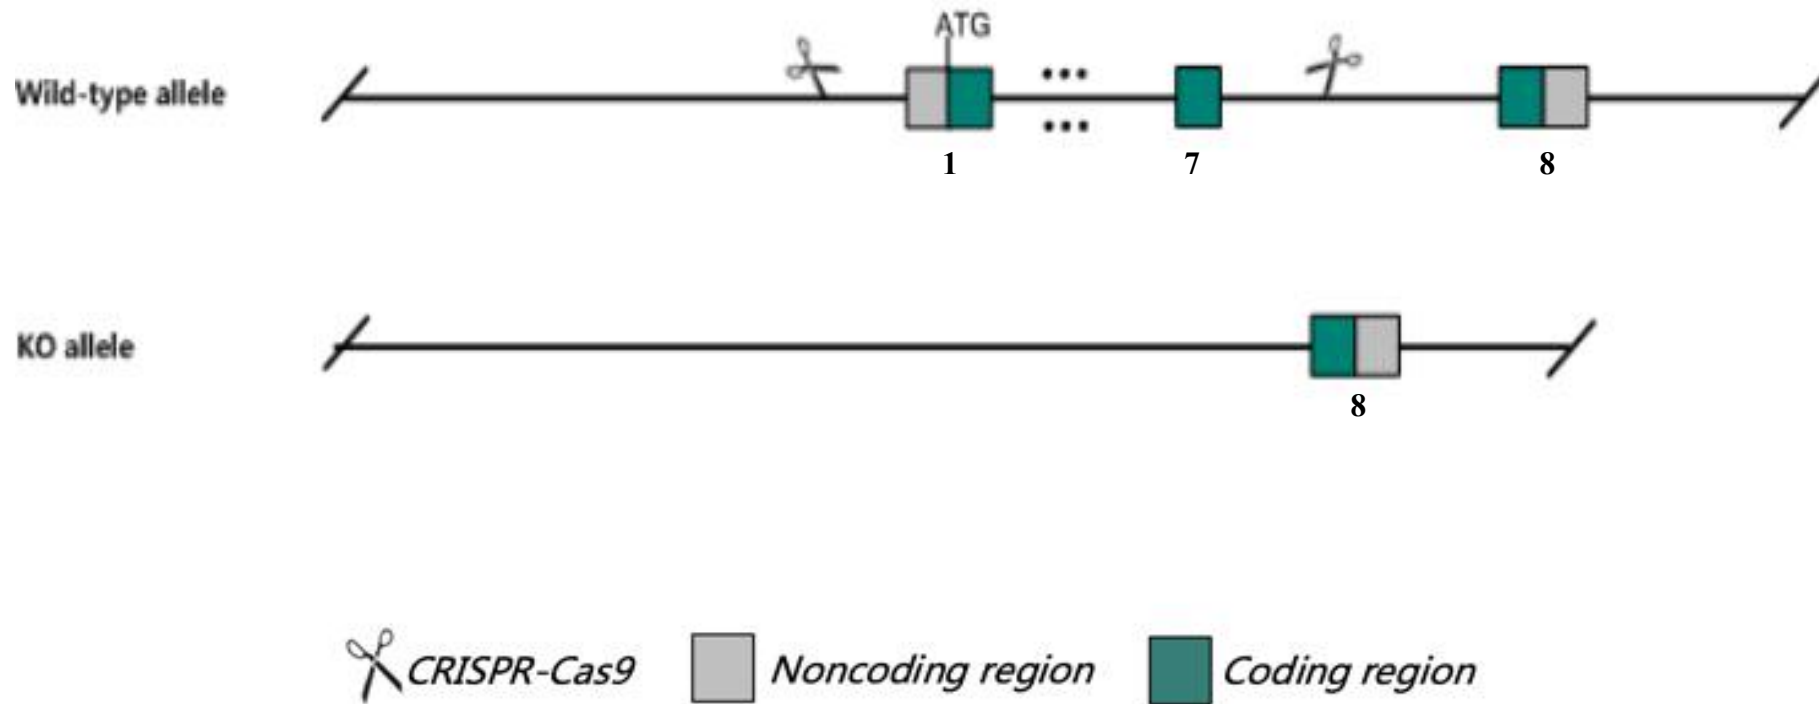 ATG
Wild-type allele
1 7 8
KO allele
8
CRISPR-Cas9 Noncoding region Coding region